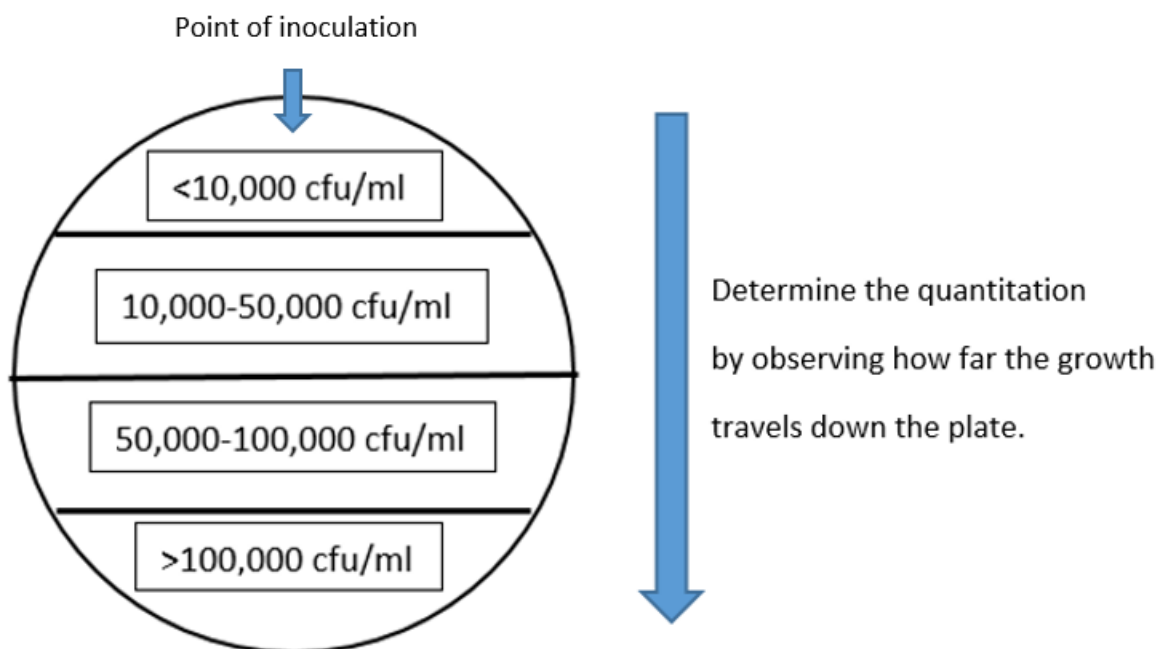 Point of inoculation
<10,000 cfu/ml
10,000-50,000 cfu/ml
50,000-100,000 cfu/ml
>100,000 cfu/ml
Determine the quantitation
by observing how far the growth
travels down the plate.